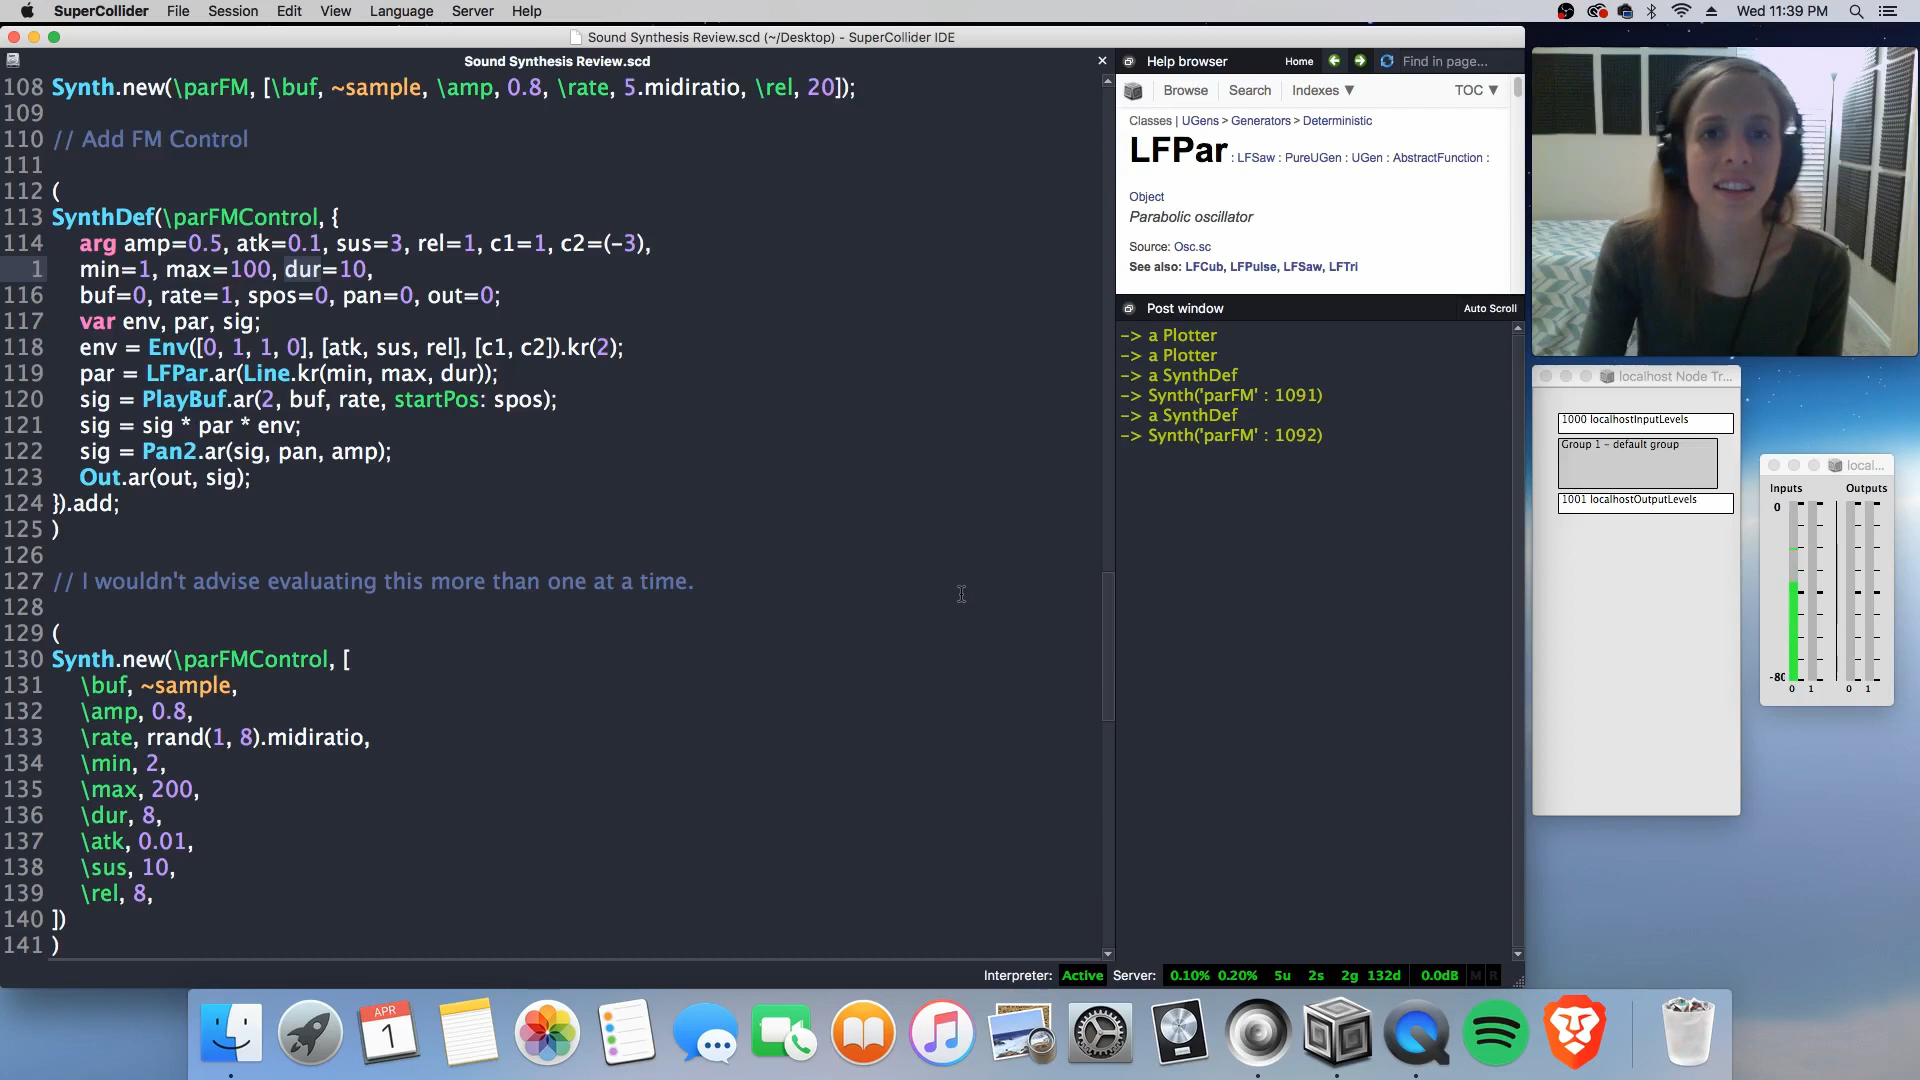 SuperCollider File Session Edit View Language Server Help Wed 11:39 PM
Sound Synthesis Review.scd (~/Desktop) - SuperCollider IDE
Sound Synthesis Review.scd
108 Synth.new(\parFM, [\buf, ~sample, \amp, 0.8, \rate, 5.midiratio, \rel, 20]);
109
110 // Add FM Control
111
112 (
113 SynthDef(\parFMControl, {
114 arg amp=0.5, atk=0.1, sus=3, rel=1, c1=1, c2=(-3),
1 min=1, max=100, dur=10,
116 buf=0, rate=1, spos=0, pan=0, out=0;
117 var env, par, sig;
118 env = Env([0, 1, 1, 0], [atk, sus, rel], [c1, c2]).kr(2);
119 par = LFPar.ar(Line.kr(min, max, dur));
120 sig = PlayBuf.ar(2, buf, rate, startPos: spos);
121 sig = sig * par * env;
122 sig = Pan2.ar(sig, pan, amp);
123 Out.ar(out, sig);
124 }).add;
125 )
126
127 // I wouldn't advise evaluating this more than one at a time.
128
129 (
130 Synth.new(\parFMControl, [
131 \buf, ~sample,
132 \amp, 0.8,
133 \rate, rrand(1, 8).midiratio,
134 \min, 2,
135 \max, 200,
136 \dur, 8,
137 \atk, 0.01,
138 \sus, 10,
139 \rel, 8,
140 ])
141 )
Help browser Home Find in page...
Browse Search Indexes ▼ TOC ▼
Classes | UGens > Generators > Deterministic
LFPar : LFSaw : PureUGen : UGen : AbstractFunction :
Object
Parabolic oscillator
Source: Osc.sc
See also: LFCub, LFPulse, LFSaw, LFTri
Post window Auto Scroll
-> a Plotter
-> a Plotter
-> a SynthDef
-> Synth('parFM' : 1091)
-> a SynthDef
-> Synth('parFM' : 1092)
Interpreter: Active Server: 0.10% 0.20% 5u 2s 2g 132d 0.0dB M R
localhost Node Tr...
1000 localhostInputLevels
Group 1 - default group
1001 localhostOutputLevels
local...
Inputs Outputs
0
-80
0 1 0 1
APR
1